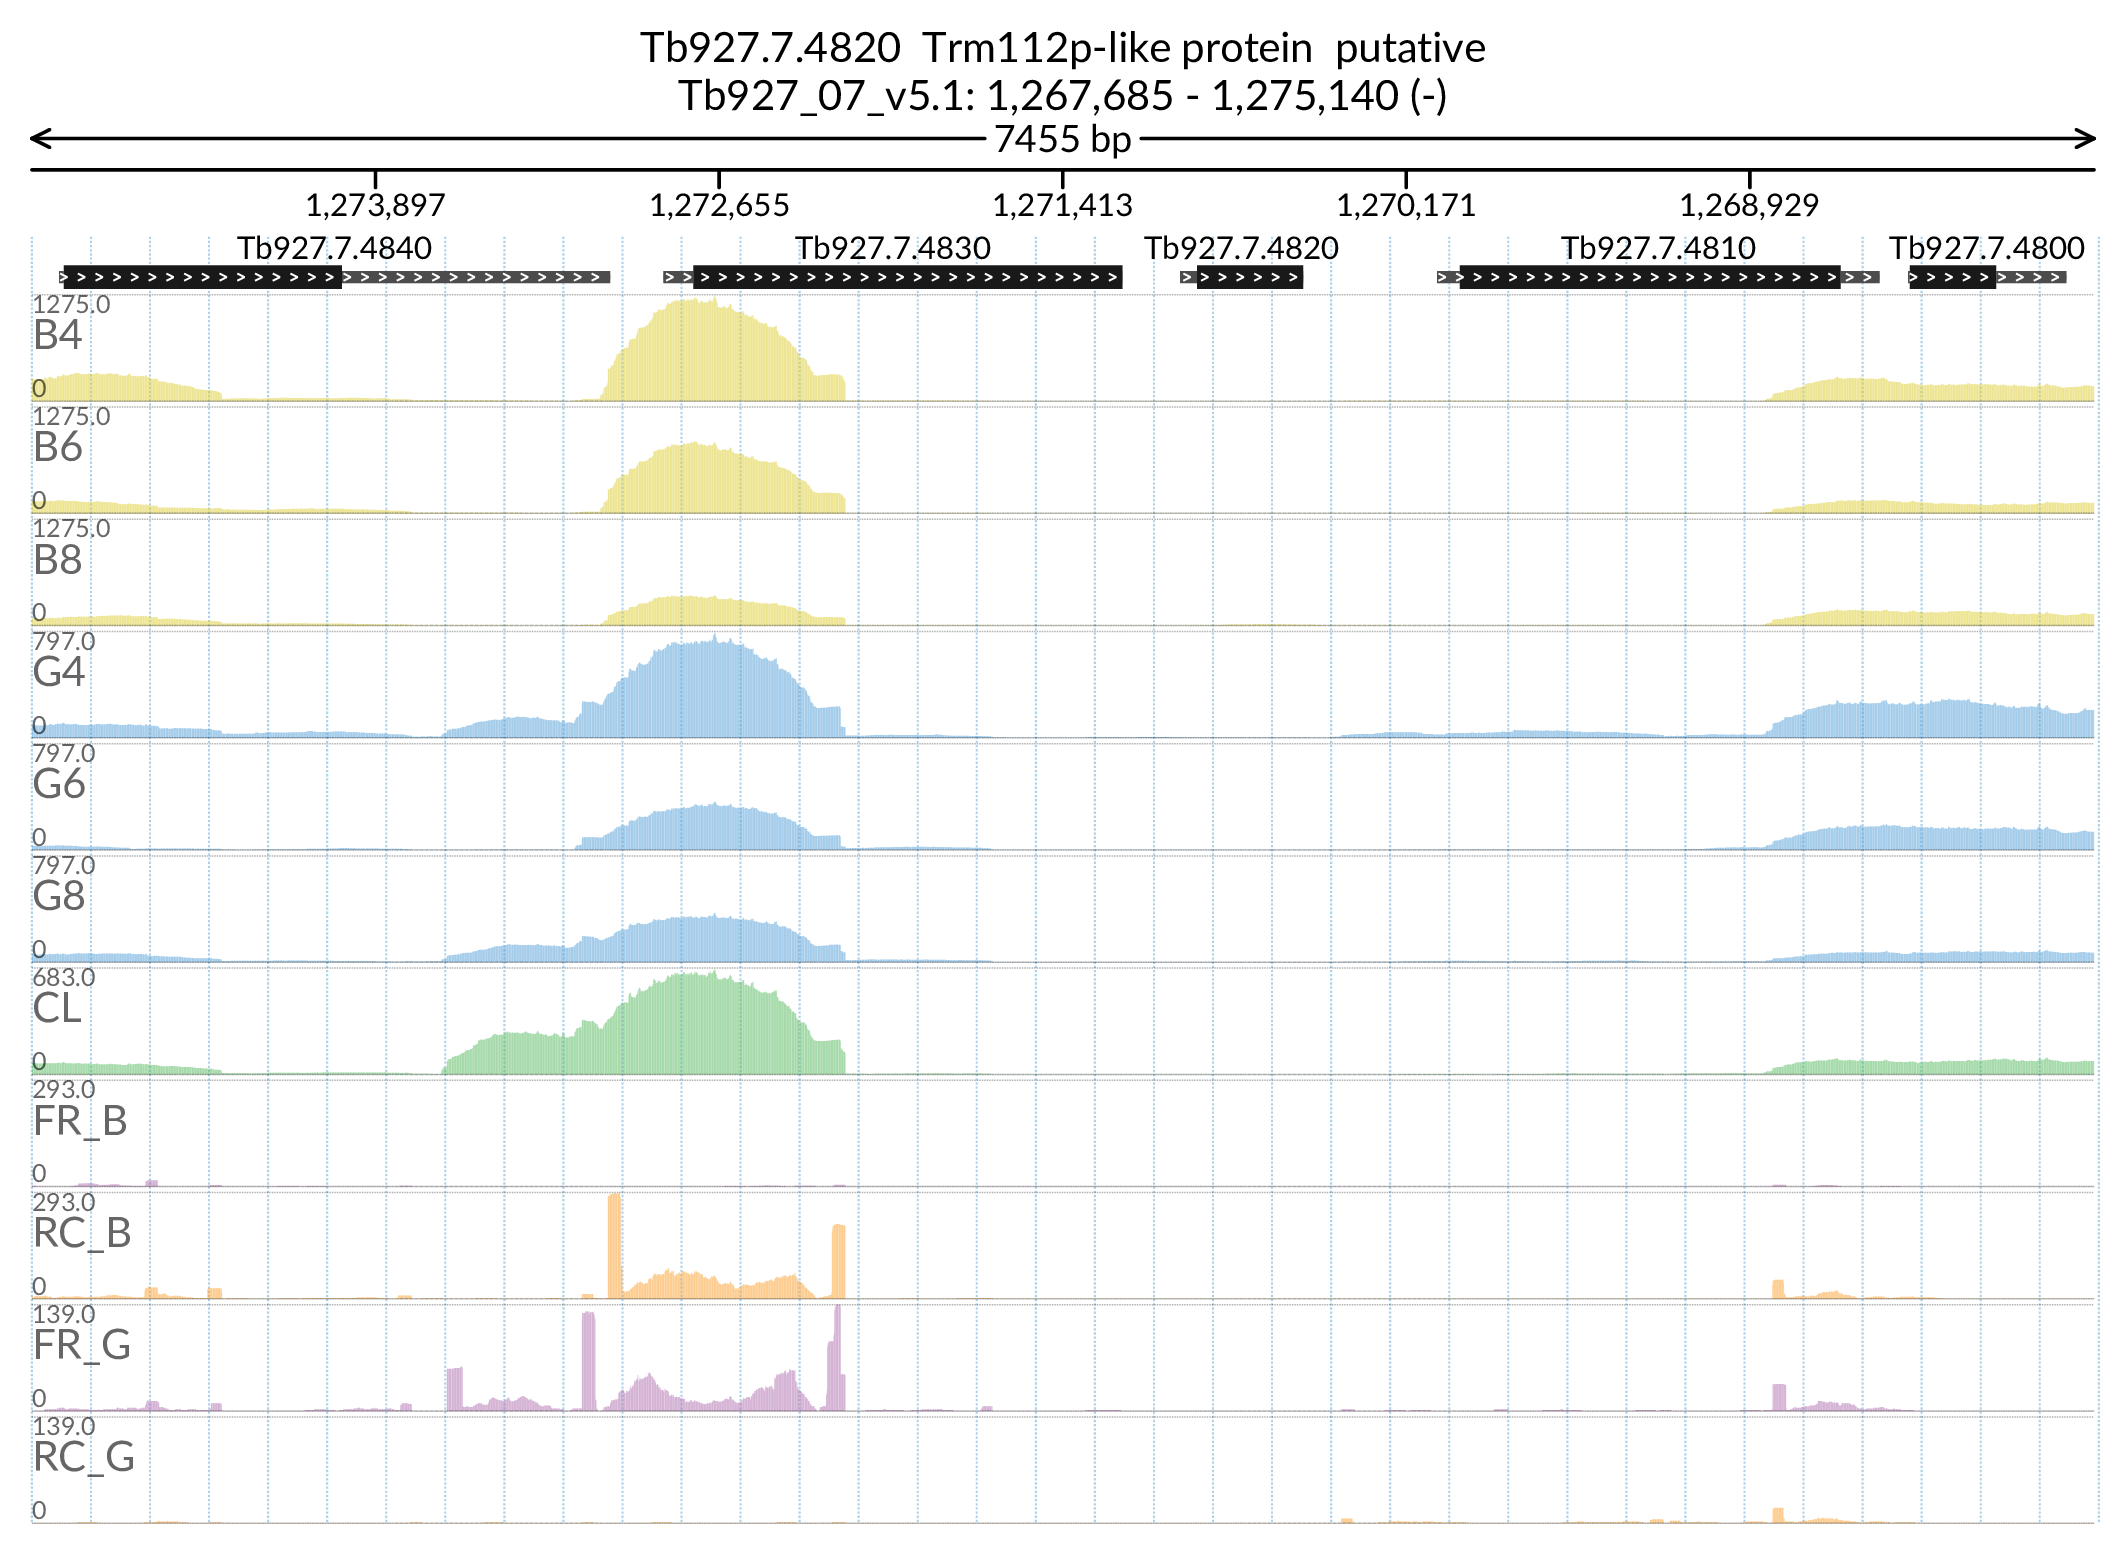 Tb927.7.4820 Trm112p-like protein putative
Tb927_07_v5.1: 1,267,685 - 1,275,140 (-)
7455 bp
1,273,897 1,272,655 1,271,413 1,270,171 1,268,929
Tb927.7.4840 Tb927.7.4830 Tb927.7.4820 Tb927.7.4810 Tb927.7.4800
1275.0
B4
0
1275.0
B6
0
1275.0
B8
0
797.0
G4
0
797.0
G6
0
797.0
G8
0
683.0
CL
0
293.0
FR_B
0
293.0
RC_B
0
139.0
FR_G
0
139.0
RC_G
0